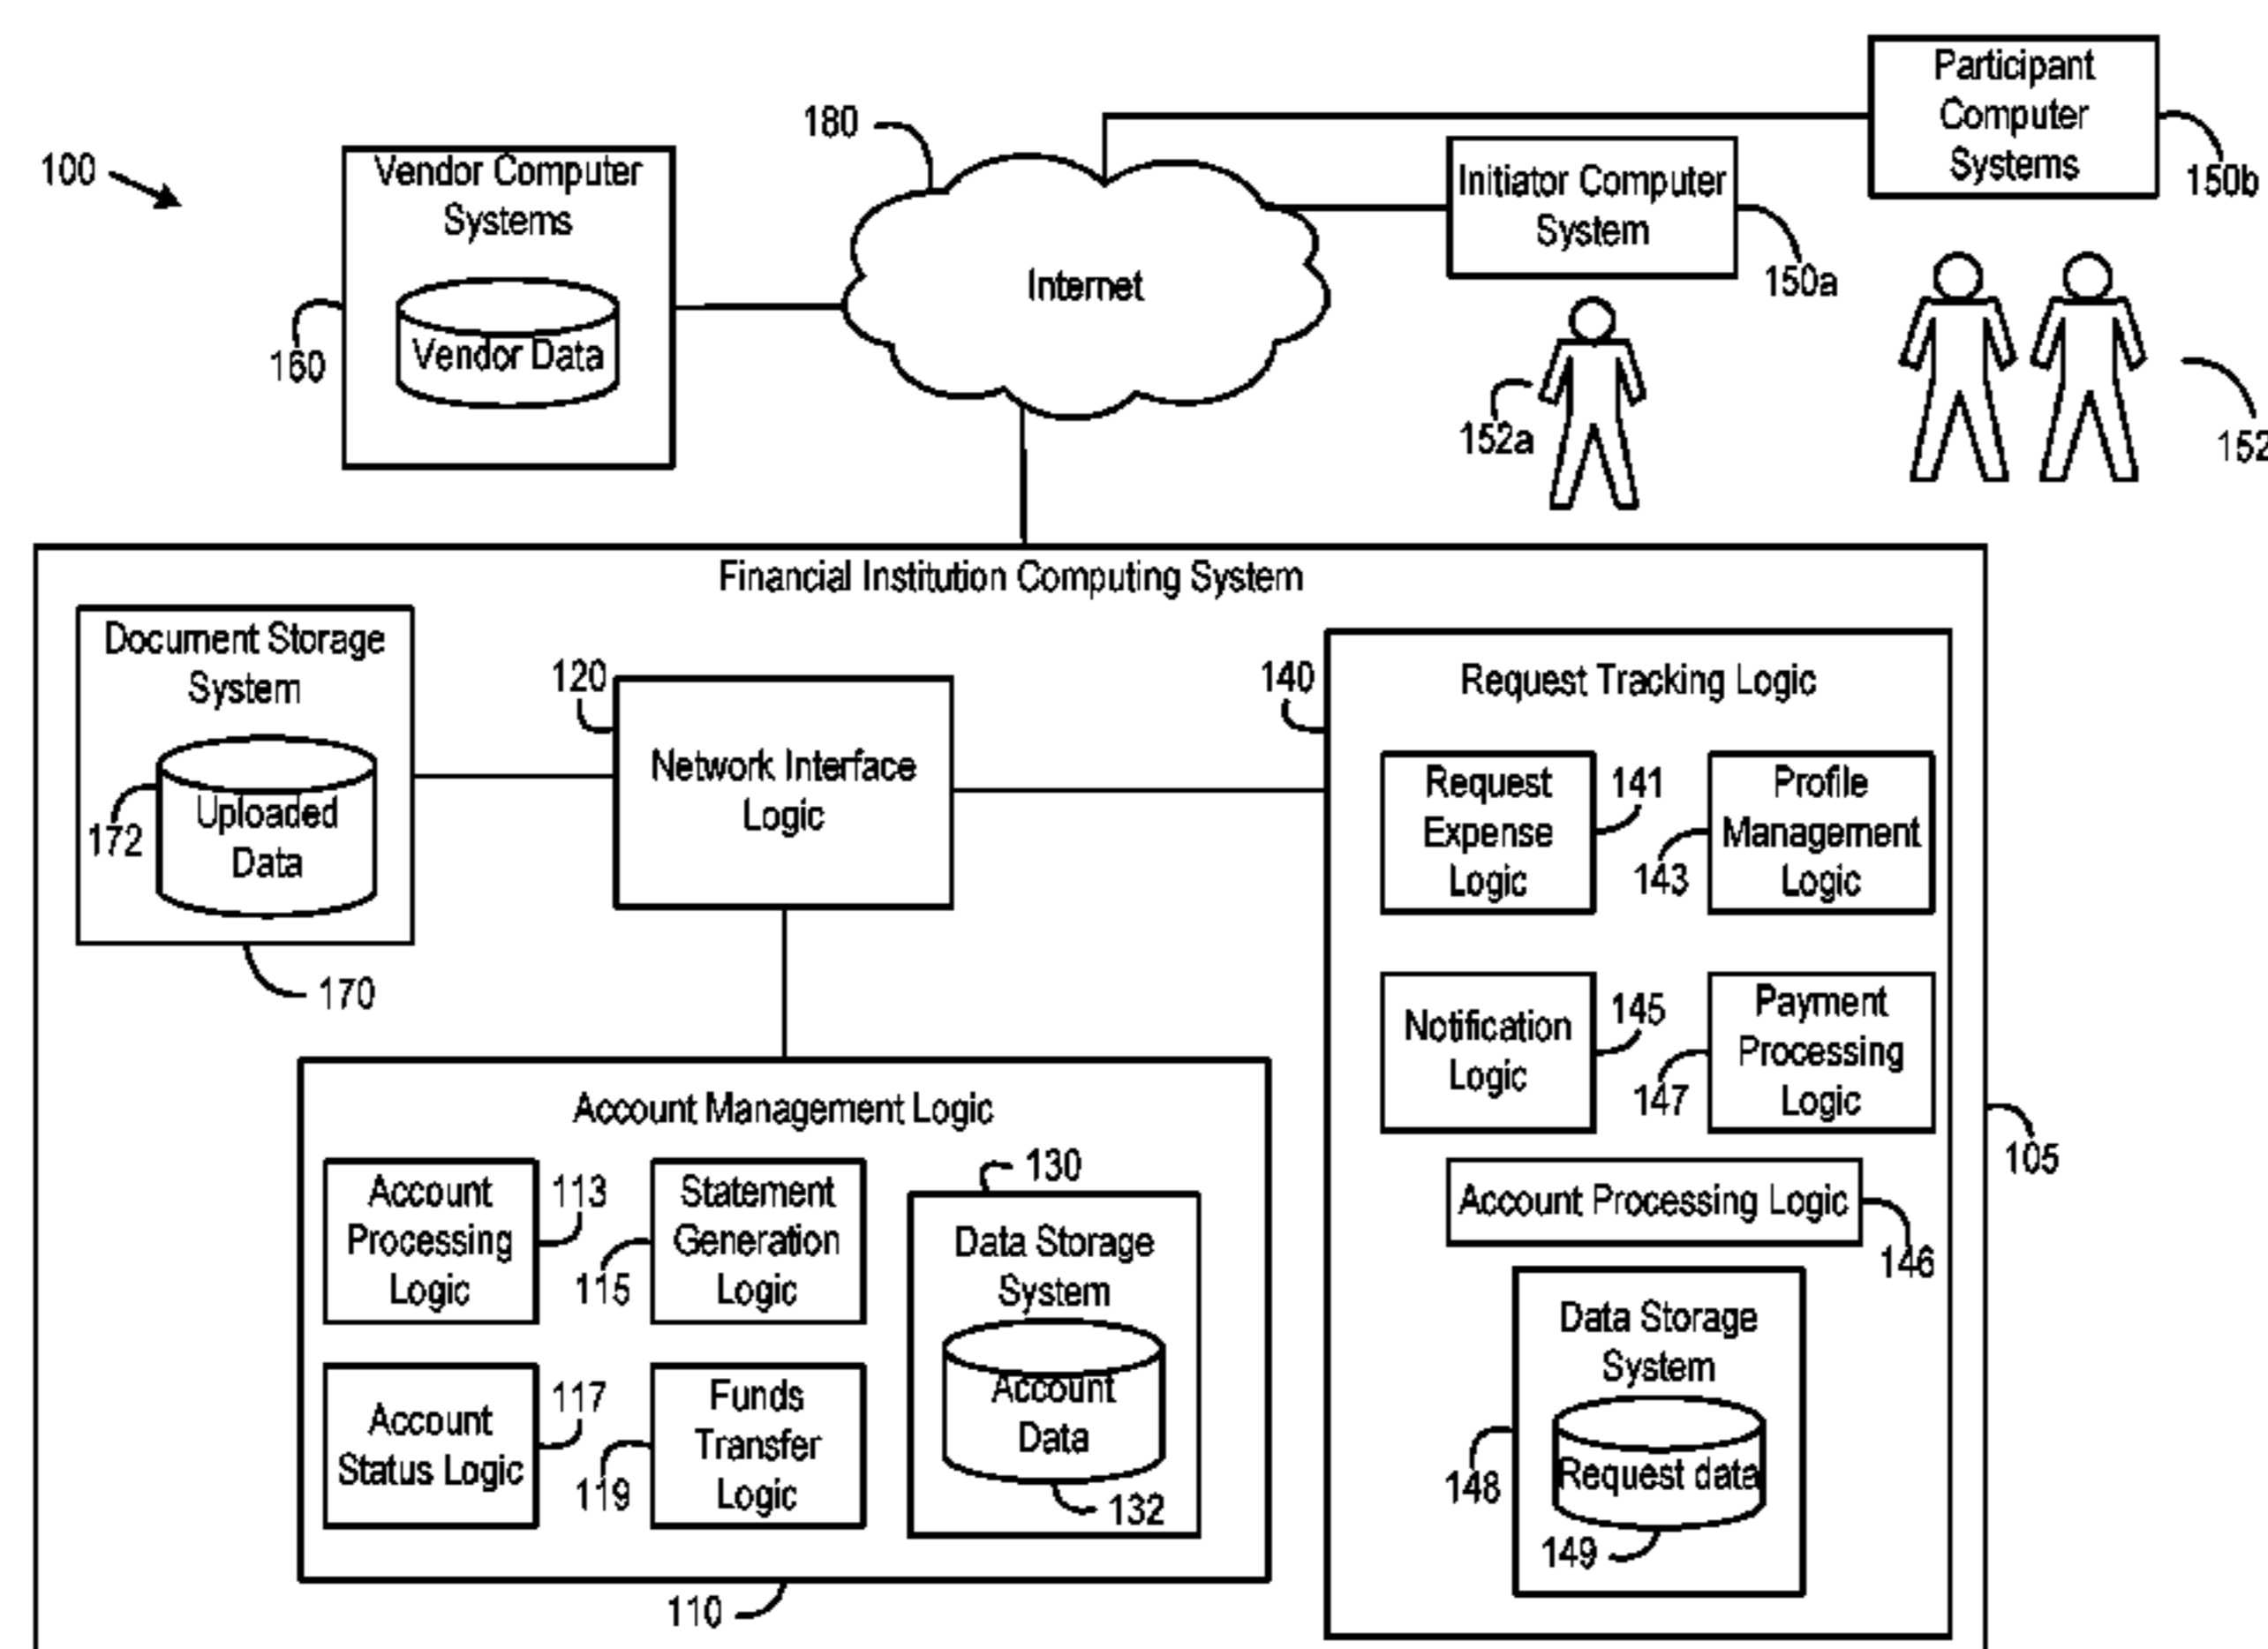 100
Vendor Computer
Systems
Vendor Data
160
180
Internet
Participant
Computer
Systems
150b
Initiator Computer
System
150a
152a
152
Financial Institution Computing System
Document Storage
System
Uploaded
Data
172
170
120
Network Interface
Logic
140
Request Tracking Logic
Request
Expense
Logic
141
Profile
Management
Logic
143
Notification
Logic
145
Payment
Processing
Logic
147
105
Account Processing Logic
146
Data Storage
System
Request data
148
149
Account Management Logic
Account
Processing
Logic
113
Statement
Generation
Logic
115
130
Data Storage
System
Account
Data
132
Account
Status Logic
117
Funds
Transfer
Logic
119
110